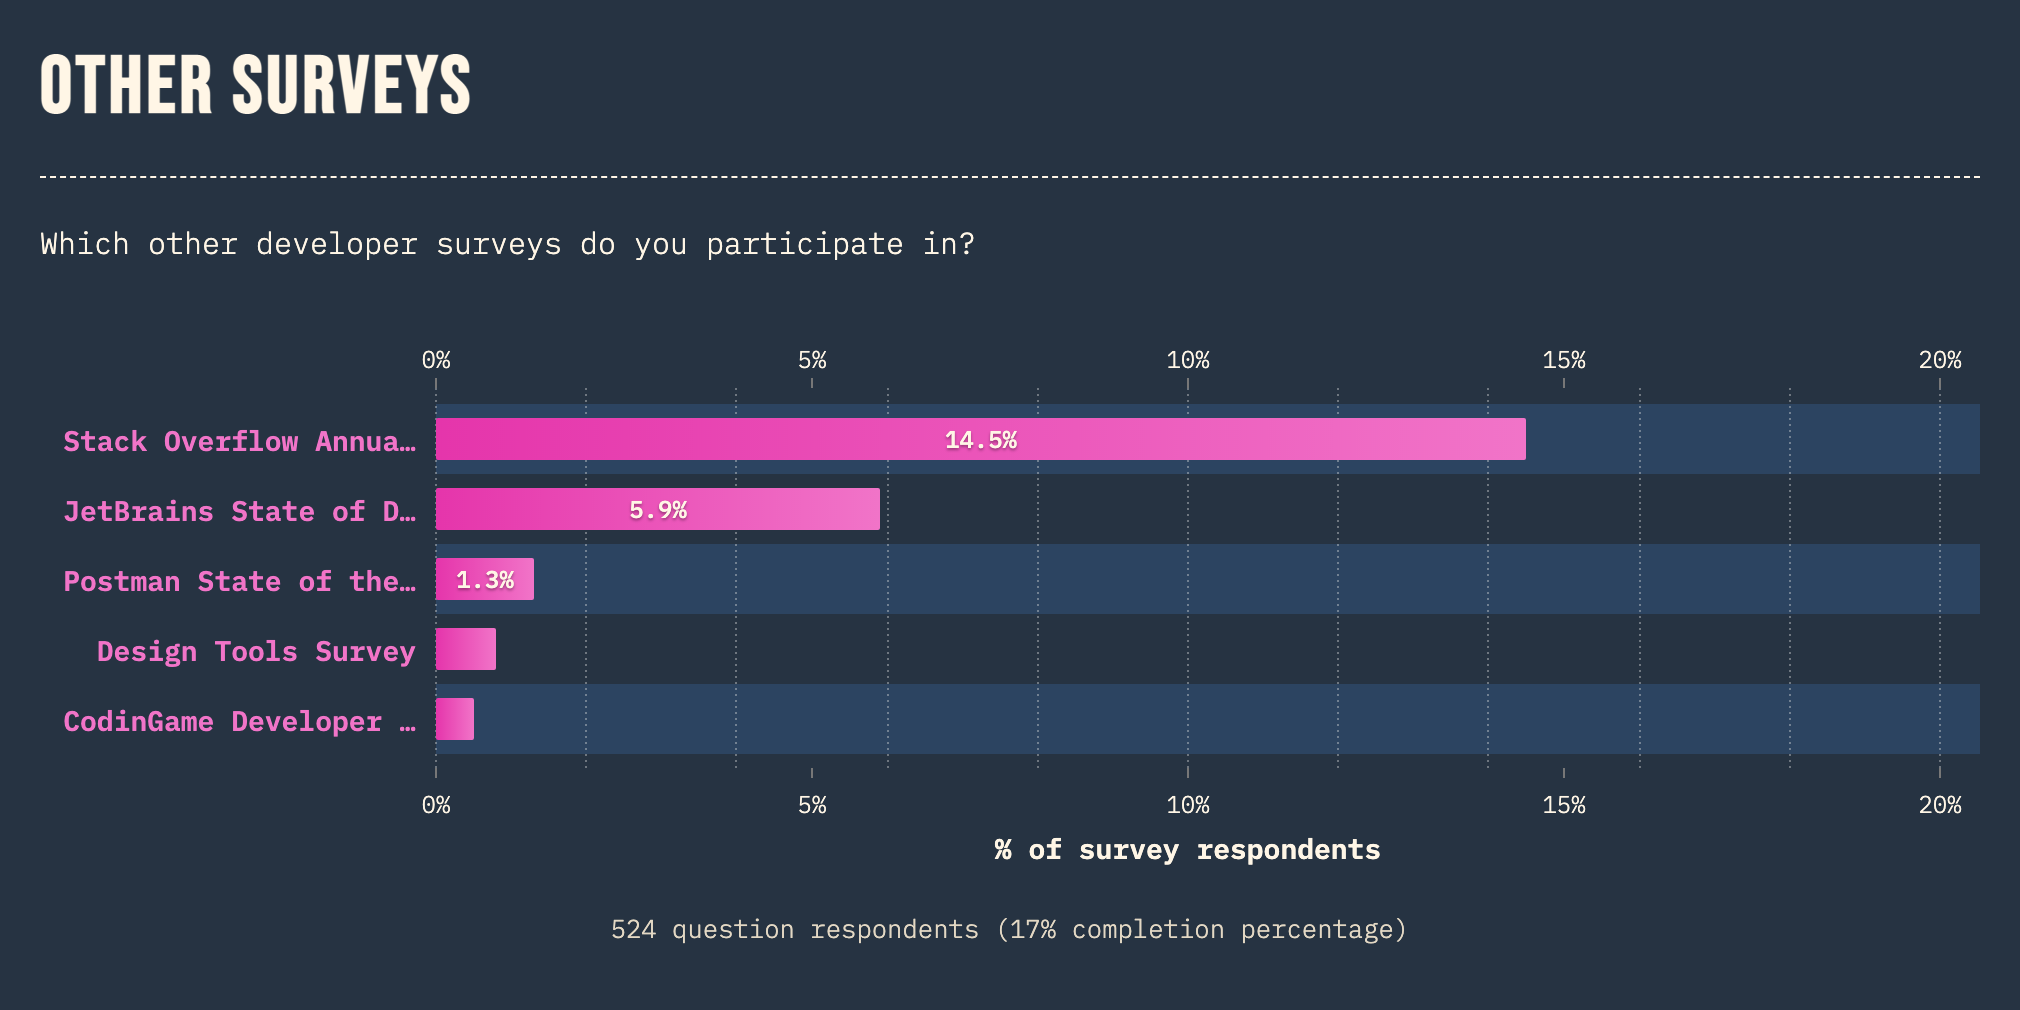 OTHER SURVEYS
Which other developer surveys do you participate in?
0% 5% 10% 15% 20%
Stack Overflow Annua… 14.5%
JetBrains State of D… 5.9%
Postman State of the… 1.3%
Design Tools Survey
CodinGame Developer …
0% 5% 10% 15% 20%
% of survey respondents
524 question respondents (17% completion percentage)